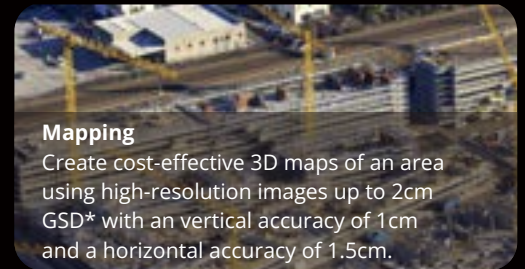 Mapping
Create cost-effective 3D maps of an area
using high-resolution images up to 2cm
GSD* with an vertical accuracy of 1cm
and a horizontal accuracy of 1.5cm.